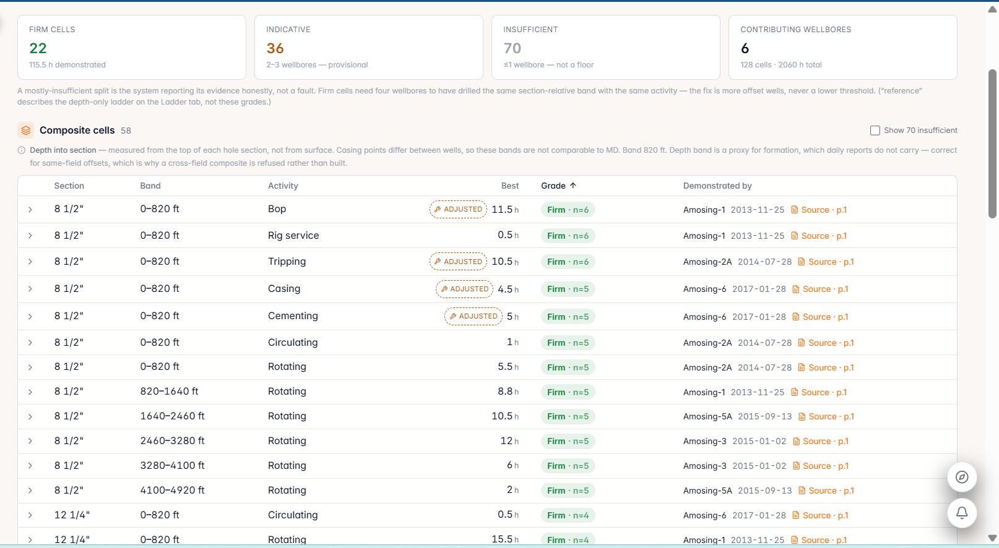 FIRM CELLS
22
115.5 h demonstrated
INDICATIVE
36
2–3 wellbores — provisional
INSUFFICIENT
70
≤1 wellbore — not a floor
CONTRIBUTING WELLBORES
6
128 cells · 2060 h total
A mostly-insufficient split is the system reporting its evidence honestly, not a fault. Firm cells need four wellbores to have drilled the same section-relative band with the same activity — the fix is more offset wells, never a lower threshold. (“reference”
describes the depth-only ladder on the Ladder tab, not these grades.)
Composite cells 58
Show 70 insufficient
Depth into section — measured from the top of each hole section, not from surface. Casing points differ between wells, so these bands are not comparable to MD. Band 820 ft. Depth band is a proxy for formation, which daily reports do not carry — correct
for same-field offsets, which is why a cross-field composite is refused rather than built.
Section Band Activity Best Grade ↑ Demonstrated by
8 1/2" 0–820 ft Bop ADJUSTED 11.5 h Firm · n=6 Amosing-1 2013-11-25 Source · p.1
8 1/2" 0–820 ft Rig service 0.5 h Firm · n=6 Amosing-1 2013-11-25 Source · p.1
8 1/2" 0–820 ft Tripping ADJUSTED 10.5 h Firm · n=6 Amosing-2A 2014-07-28 Source · p.1
8 1/2" 0–820 ft Casing ADJUSTED 4.5 h Firm · n=5 Amosing-6 2017-01-28 Source · p.1
8 1/2" 0–820 ft Cementing ADJUSTED 5 h Firm · n=5 Amosing-6 2017-01-28 Source · p.1
8 1/2" 0–820 ft Circulating 1 h Firm · n=5 Amosing-2A 2014-07-28 Source · p.1
8 1/2" 0–820 ft Rotating 5.5 h Firm · n=5 Amosing-2A 2014-07-28 Source · p.1
8 1/2" 820–1640 ft Rotating 8.8 h Firm · n=5 Amosing-1 2013-11-25 Source · p.1
8 1/2" 1640–2460 ft Rotating 10.5 h Firm · n=5 Amosing-5A 2015-09-13 Source · p.1
8 1/2" 2460–3280 ft Rotating 12 h Firm · n=5 Amosing-3 2015-01-02 Source · p.1
8 1/2" 3280–4100 ft Rotating 6 h Firm · n=5 Amosing-3 2015-01-02 Source · p.1
8 1/2" 4100–4920 ft Rotating 2 h Firm · n=5 Amosing-5A 2015-09-13 Source · p.1
12 1/4" 0–820 ft Circulating 0.5 h Firm · n=4 Amosing-6 2017-01-28 Source · p.1
12 1/4" 0–820 ft Rotating 15.5 h Firm · n=4 Amosing-1 2013-11-25 Source · p.1